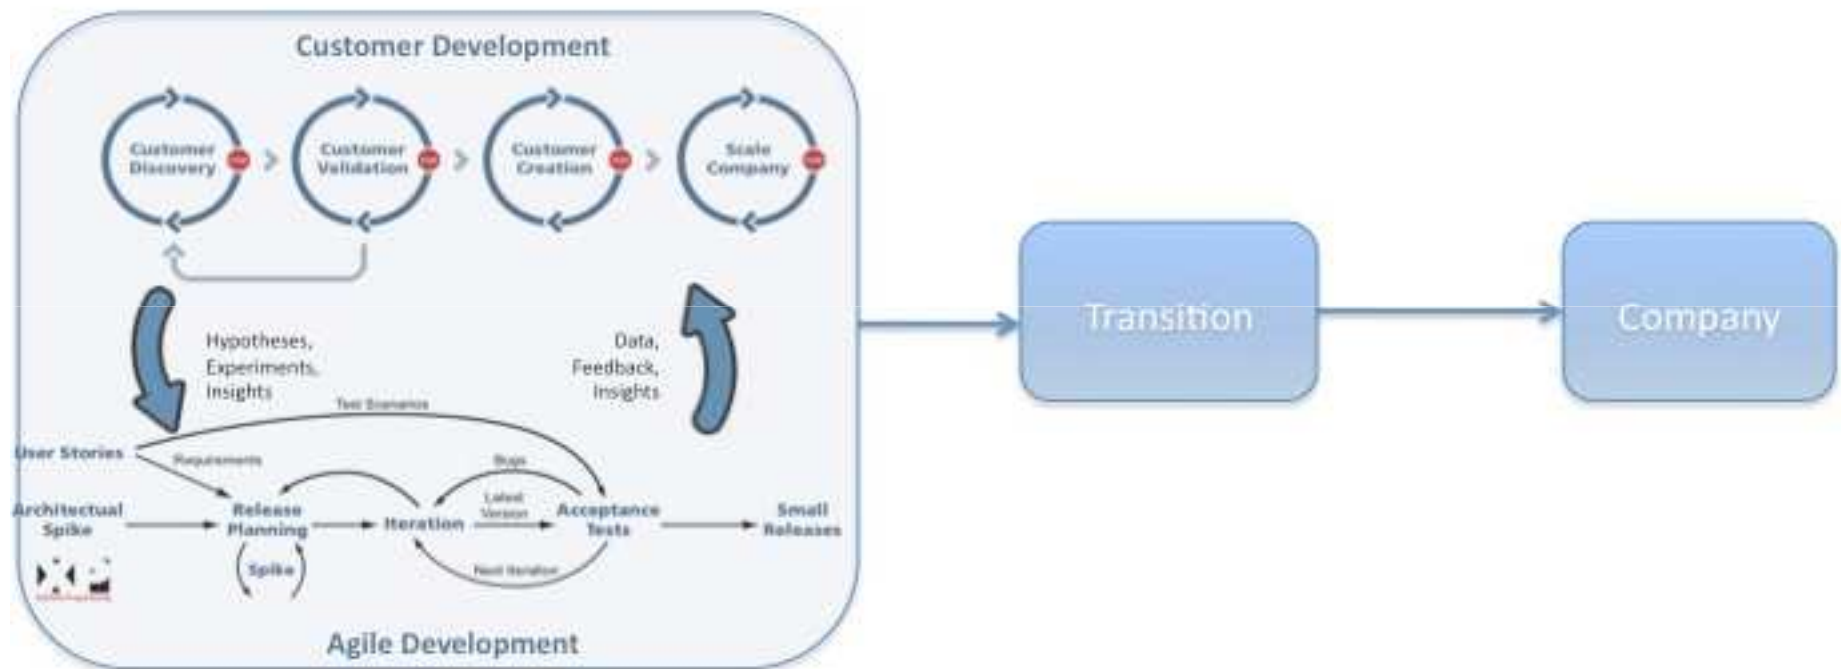 Customer Development
Customer
Discovery
Customer
Validation
Customer
Creation
Scale
Company
Hypotheses,
Experiments,
Insights
Data,
Feedback,
Insights
Test Scenarios
User Stories
Requirements
Bugs
Architectual
Spike
Release
Planning
Iteration
Latest
Version
Acceptance
Tests
Small
Releases
Spike
Next Iteration
Agile Development
Transition
Company